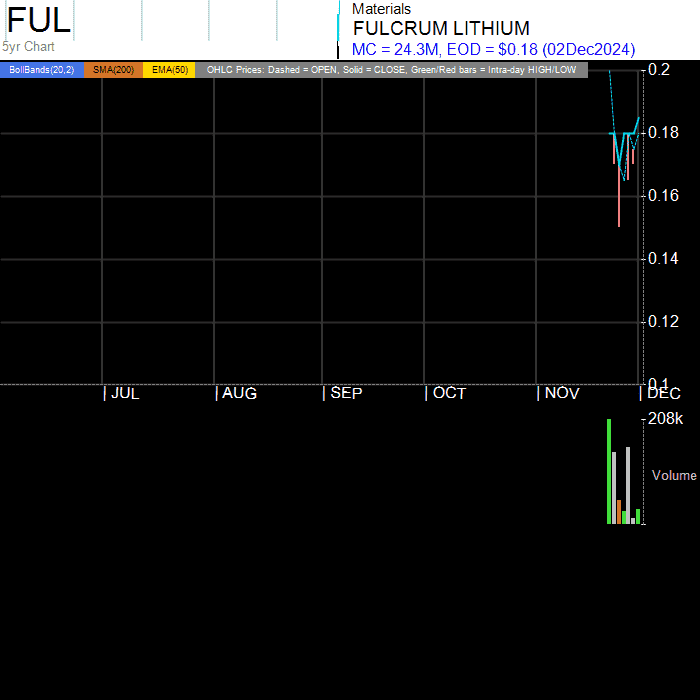 FUL
5yr Chart
Materials
FULCRUM LITHIUM
MC = 24.3M, EOD = $0.18 (02Dec2024)
BollBands(20,2) SMA(200) EMA(50) OHLC Prices: Dashed = OPEN, Solid = CLOSE, Green/Red bars = Intra-day HIGH/LOW
0.2
0.18
0.16
0.14
0.12
0.1
JUL AUG SEP OCT NOV DEC
208k
Volume